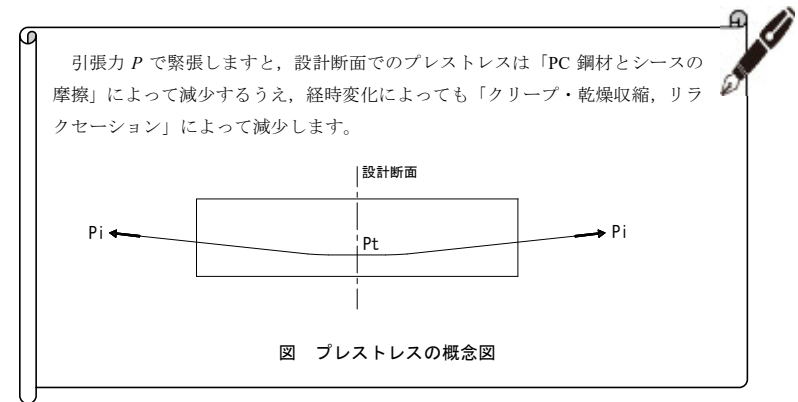 引張力 P で緊張しますと，設計断面でのプレストレスは「PC 鋼材とシースの
摩擦」によって減少するうえ，経時変化によっても「クリープ・乾燥収縮，リラ
クセーション」によって減少します。
設計断面
Pi
Pt
Pi
図　プレストレスの概念図